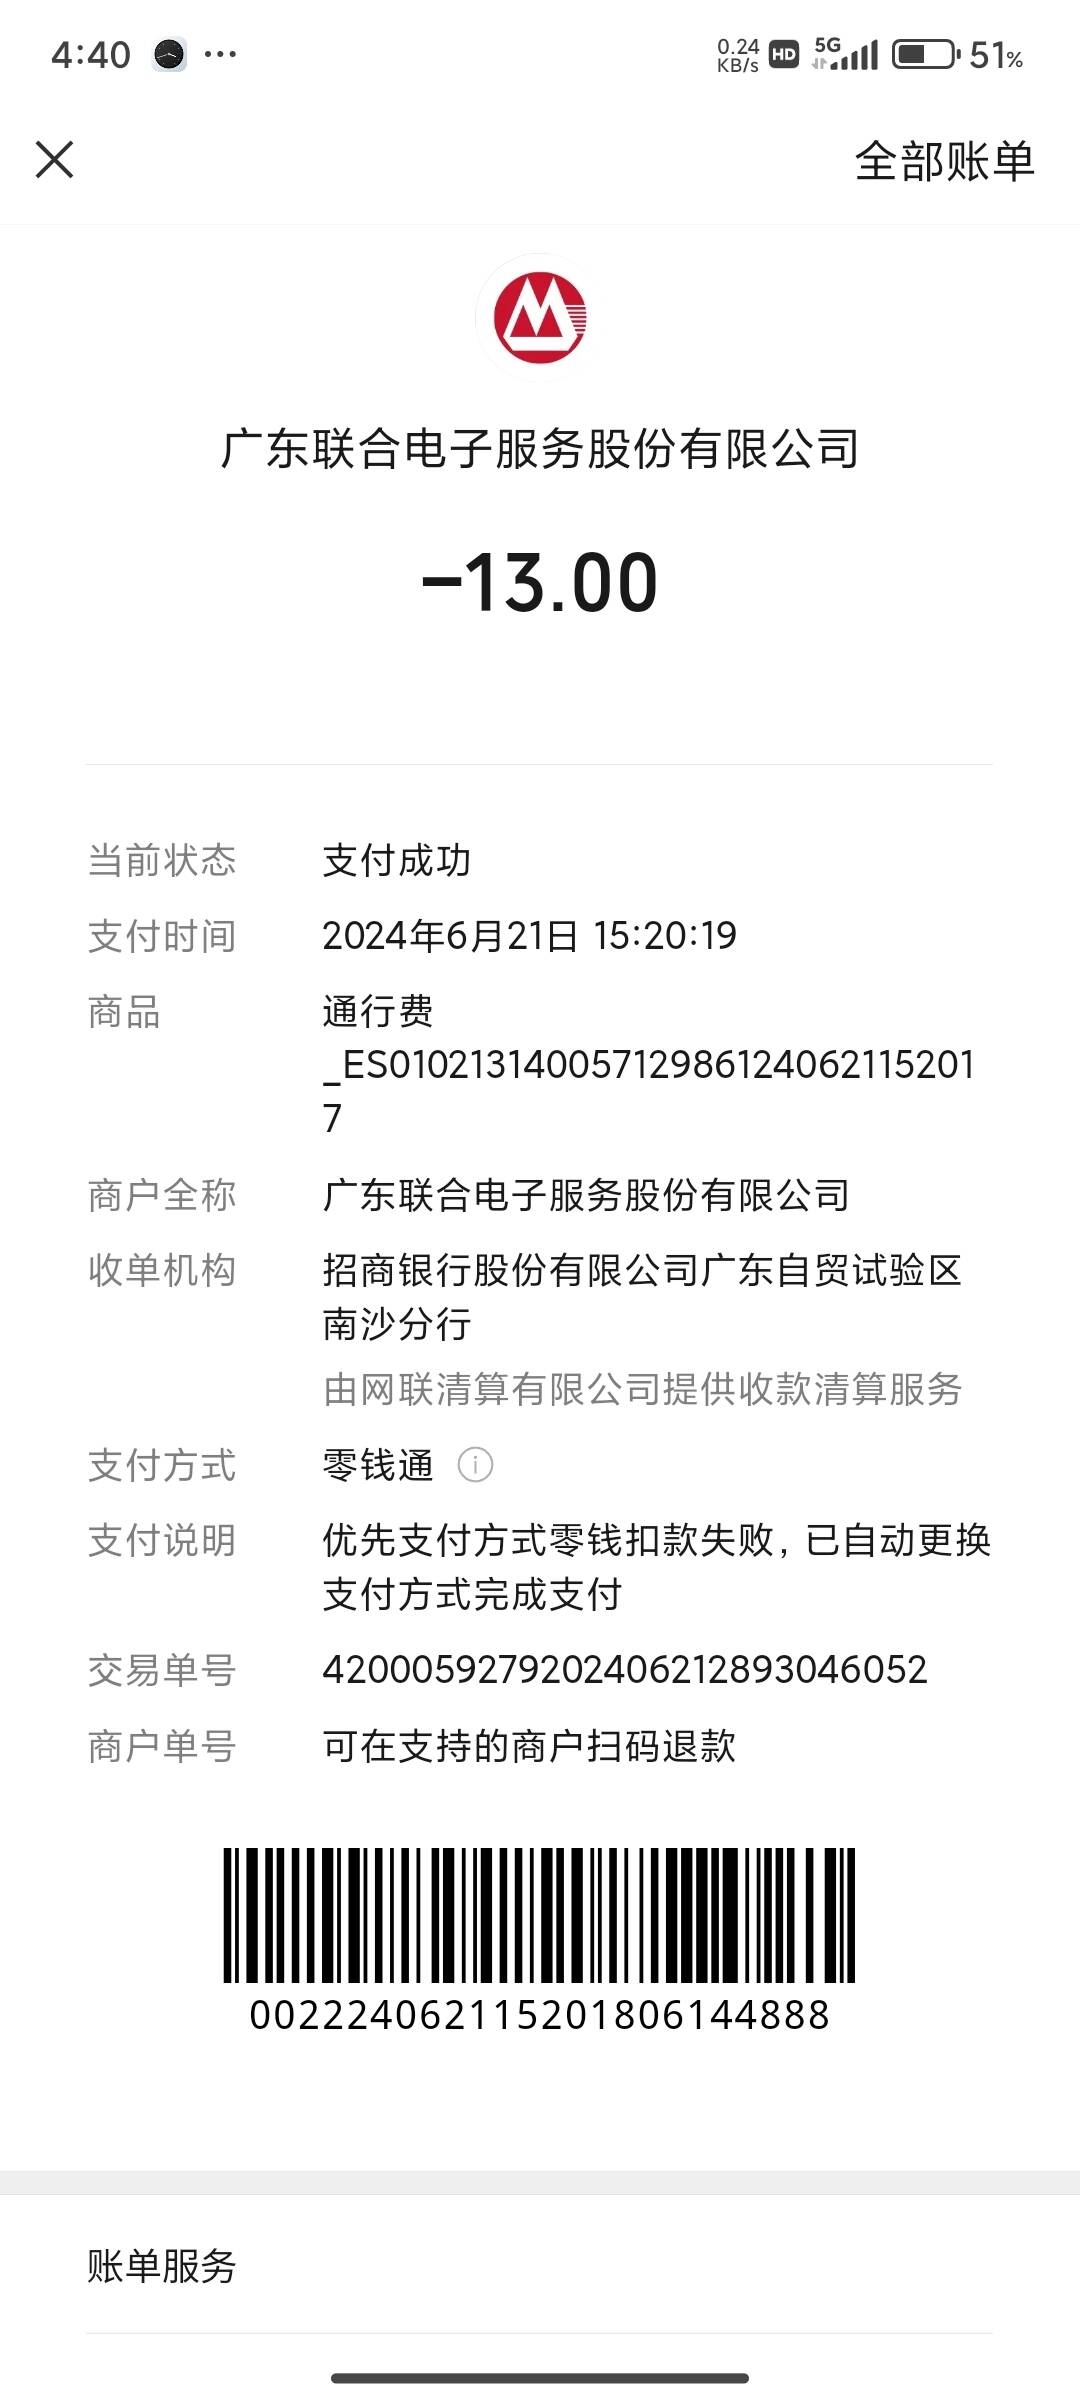 4:40 ... 0.24 KB/s HD 5G 51%
全部账单
广东联合电子服务股份有限公司
-13.00
当前状态 支付成功
支付时间 2024年6月21日 15:20:19
商品 通行费
_ES01021314005712986124062115201
7
商户全称 广东联合电子服务股份有限公司
收单机构 招商银行股份有限公司广东自贸试验区
南沙分行
由网联清算有限公司提供收款清算服务
支付方式 零钱通
支付说明 优先支付方式零钱扣款失败，已自动更换
支付方式完成支付
交易单号 4200059279202406212893046052
商户单号 可在支持的商户扫码退款
002224062115201806144888
账单服务